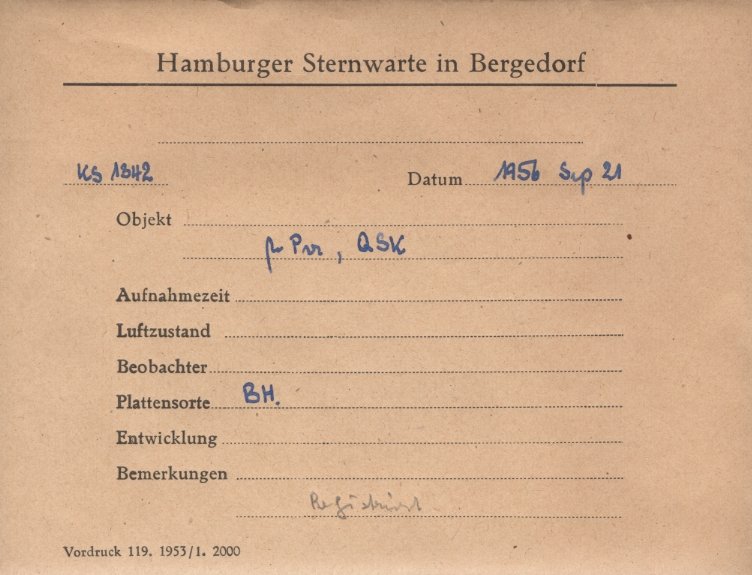 Hamburger Sternwarte in Bergedorf
KS 1342 Datum 1956 Sep 21
Objekt
μ Per, QSK
Aufnahmezeit
Luftzustand
Beobachter
Plattensorte BH.
Entwicklung
Bemerkungen
Registriert
Vordruck 119. 1953/1. 2000